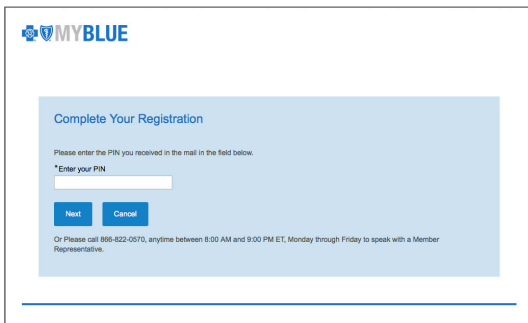 MYBLUE
Complete Your Registration
Please enter the PIN you received in the mail in the field below.
*Enter your PIN
Next Cancel
Or Please call 866-822-0570, anytime between 8:00 AM and 9:00 PM ET, Monday through Friday to speak with a Member
Representative.